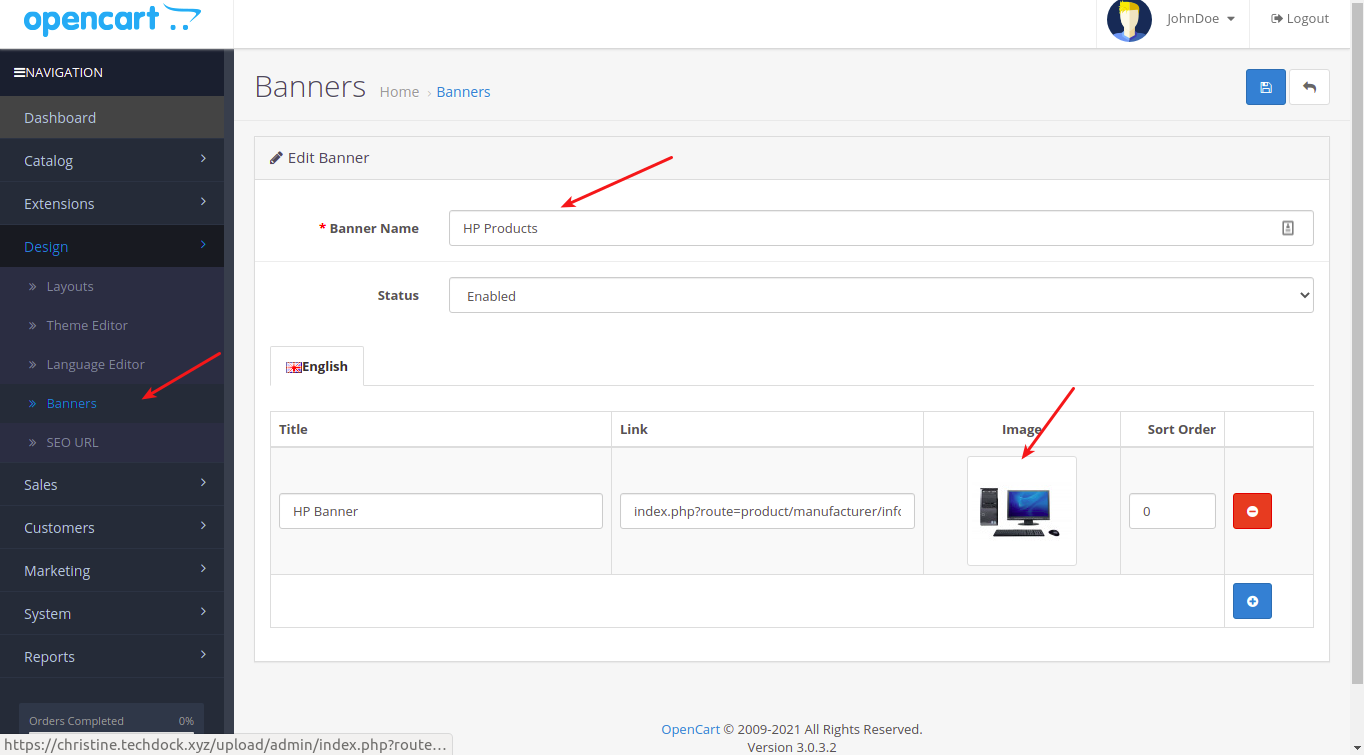 opencart
JohnDoe
Logout
NAVIGATION
Dashboard
Catalog
Extensions
Design
Layouts
Theme Editor
Language Editor
Banners
SEO URL
Sales
Customers
Marketing
System
Reports
Orders Completed 0%
Banners Home › Banners
Edit Banner
* Banner Name HP Products
Status Enabled
English
Title Link Image Sort Order
HP Banner index.php?route=product/manufacturer/info 0
OpenCart © 2009-2021 All Rights Reserved.
Version 3.0.3.2
https://christine.techdock.xyz/upload/admin/index.php?route...